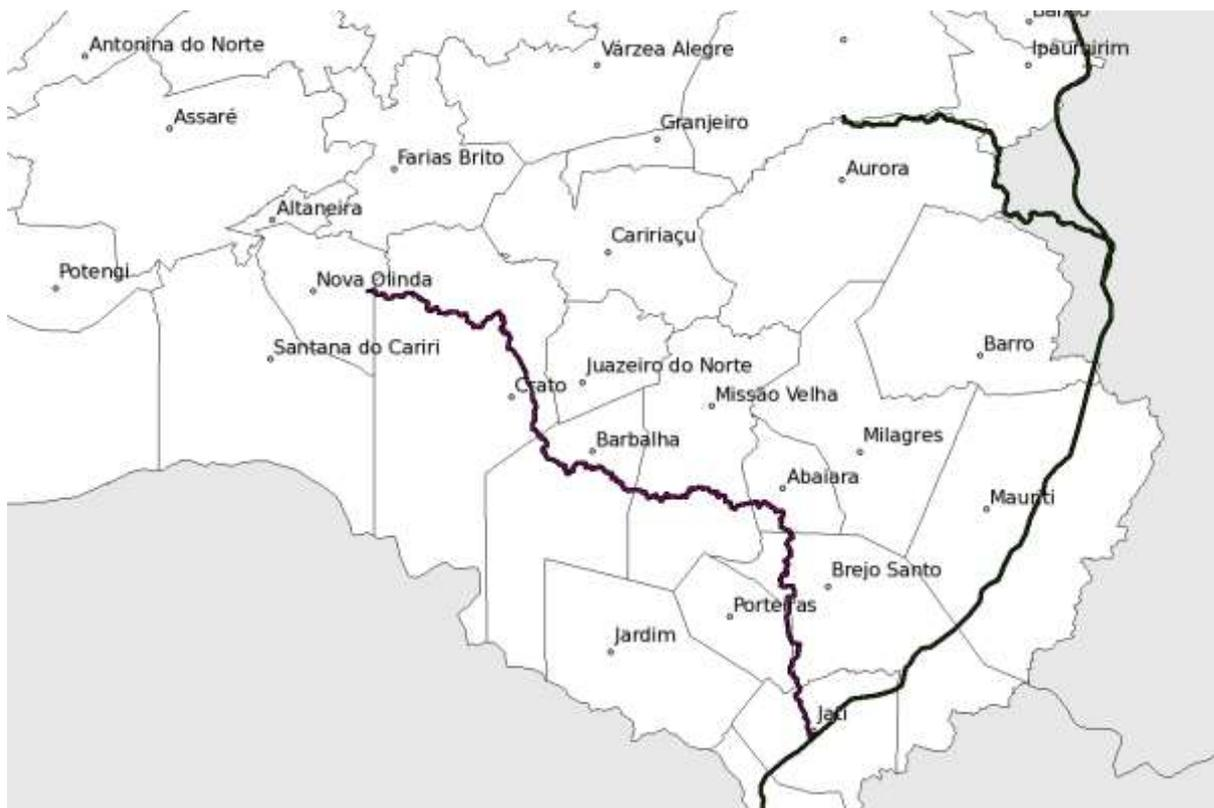 Antonina do Norte
Várzea Alegre
Ipaumirim
Assaré
Granjeiro
Farias Brito
Aurora
Altaneira
Caririaçu
Potengi
Nova Olinda
Santana do Cariri
Barro
Juazeiro do Norte
Crato
Missão Velha
Barbalha
Milagres
Abaiara
Mauriti
Brejo Santo
Porteiras
Jardim
Jati